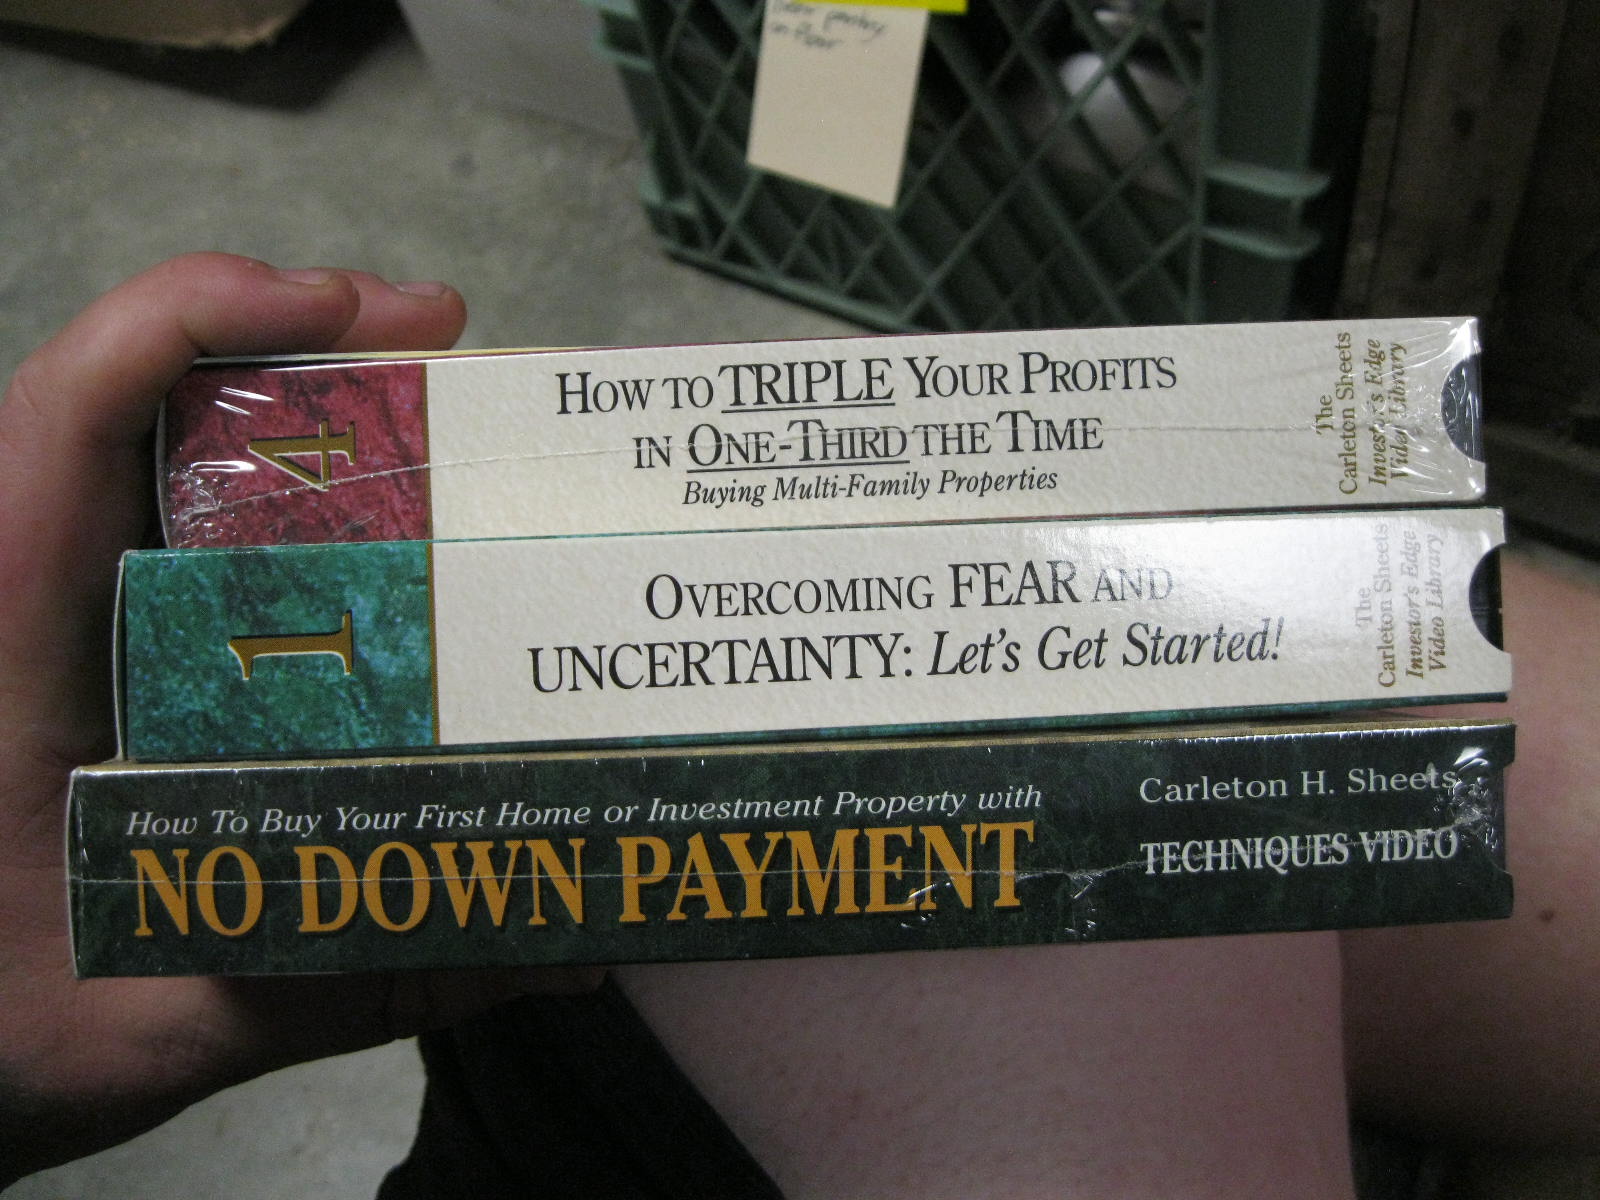 4
How to TRIPLE Your Profits
in One-Third the Time
Buying Multi-Family Properties
The
Carleton Sheets
Investor's Edge
Video Library
1
Overcoming FEAR and
UNCERTAINTY: Let's Get Started!
The
Carleton Sheets
Investor's Edge
Video Library
How To Buy Your First Home or Investment Property with
NO DOWN PAYMENT
Carleton H. Sheets
TECHNIQUES VIDEO